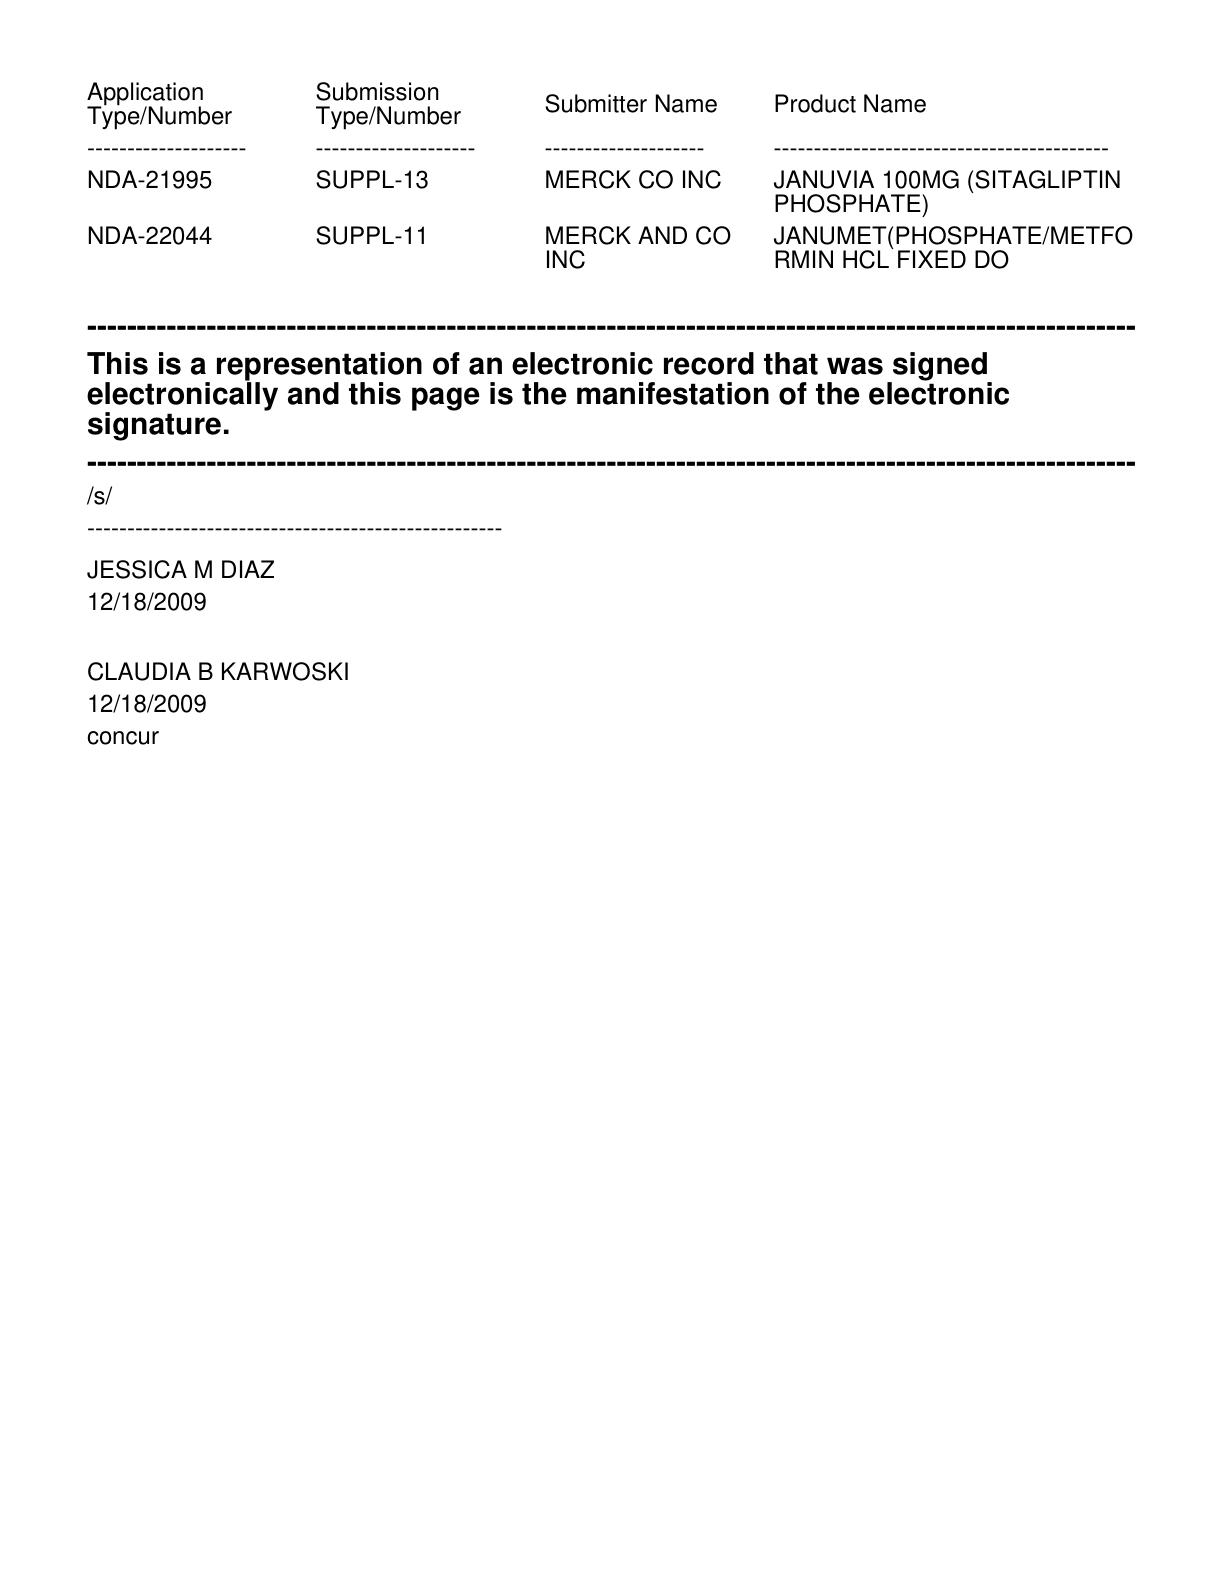 Application Type/Number Submission Type/Number Submitter Name Product Name
-------------------- -------------------- -------------------- ------------------------------------------
NDA-21995 SUPPL-13 MERCK CO INC JANUVIA 100MG (SITAGLIPTIN
PHOSPHATE)
NDA-22044 SUPPL-11 MERCK AND CO JANUMET(PHOSPHATE/METFO
INC RMIN HCL FIXED DO
---------------------------------------------------------------------------------------------------------
This is a representation of an electronic record that was signed
electronically and this page is the manifestation of the electronic
signature.
---------------------------------------------------------------------------------------------------------
/s/
----------------------------------------------------
JESSICA M DIAZ
12/18/2009
CLAUDIA B KARWOSKI
12/18/2009
concur